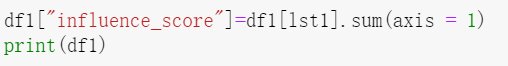 df1["influence_score"]=df1[lst1].sum(axis = 1)
print(df1)